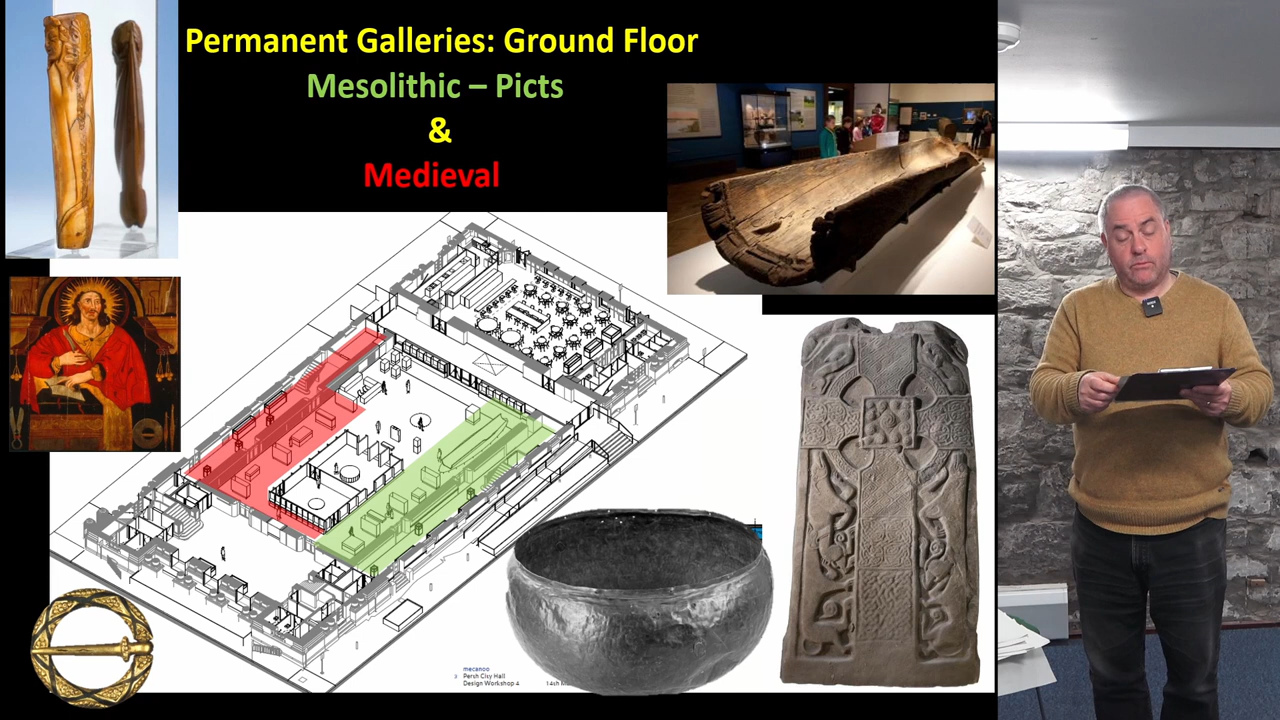 Permanent Galleries: Ground Floor
Mesolithic – Picts
&
Medieval
mecanoo
Perth City Hall
Design Workshop 4